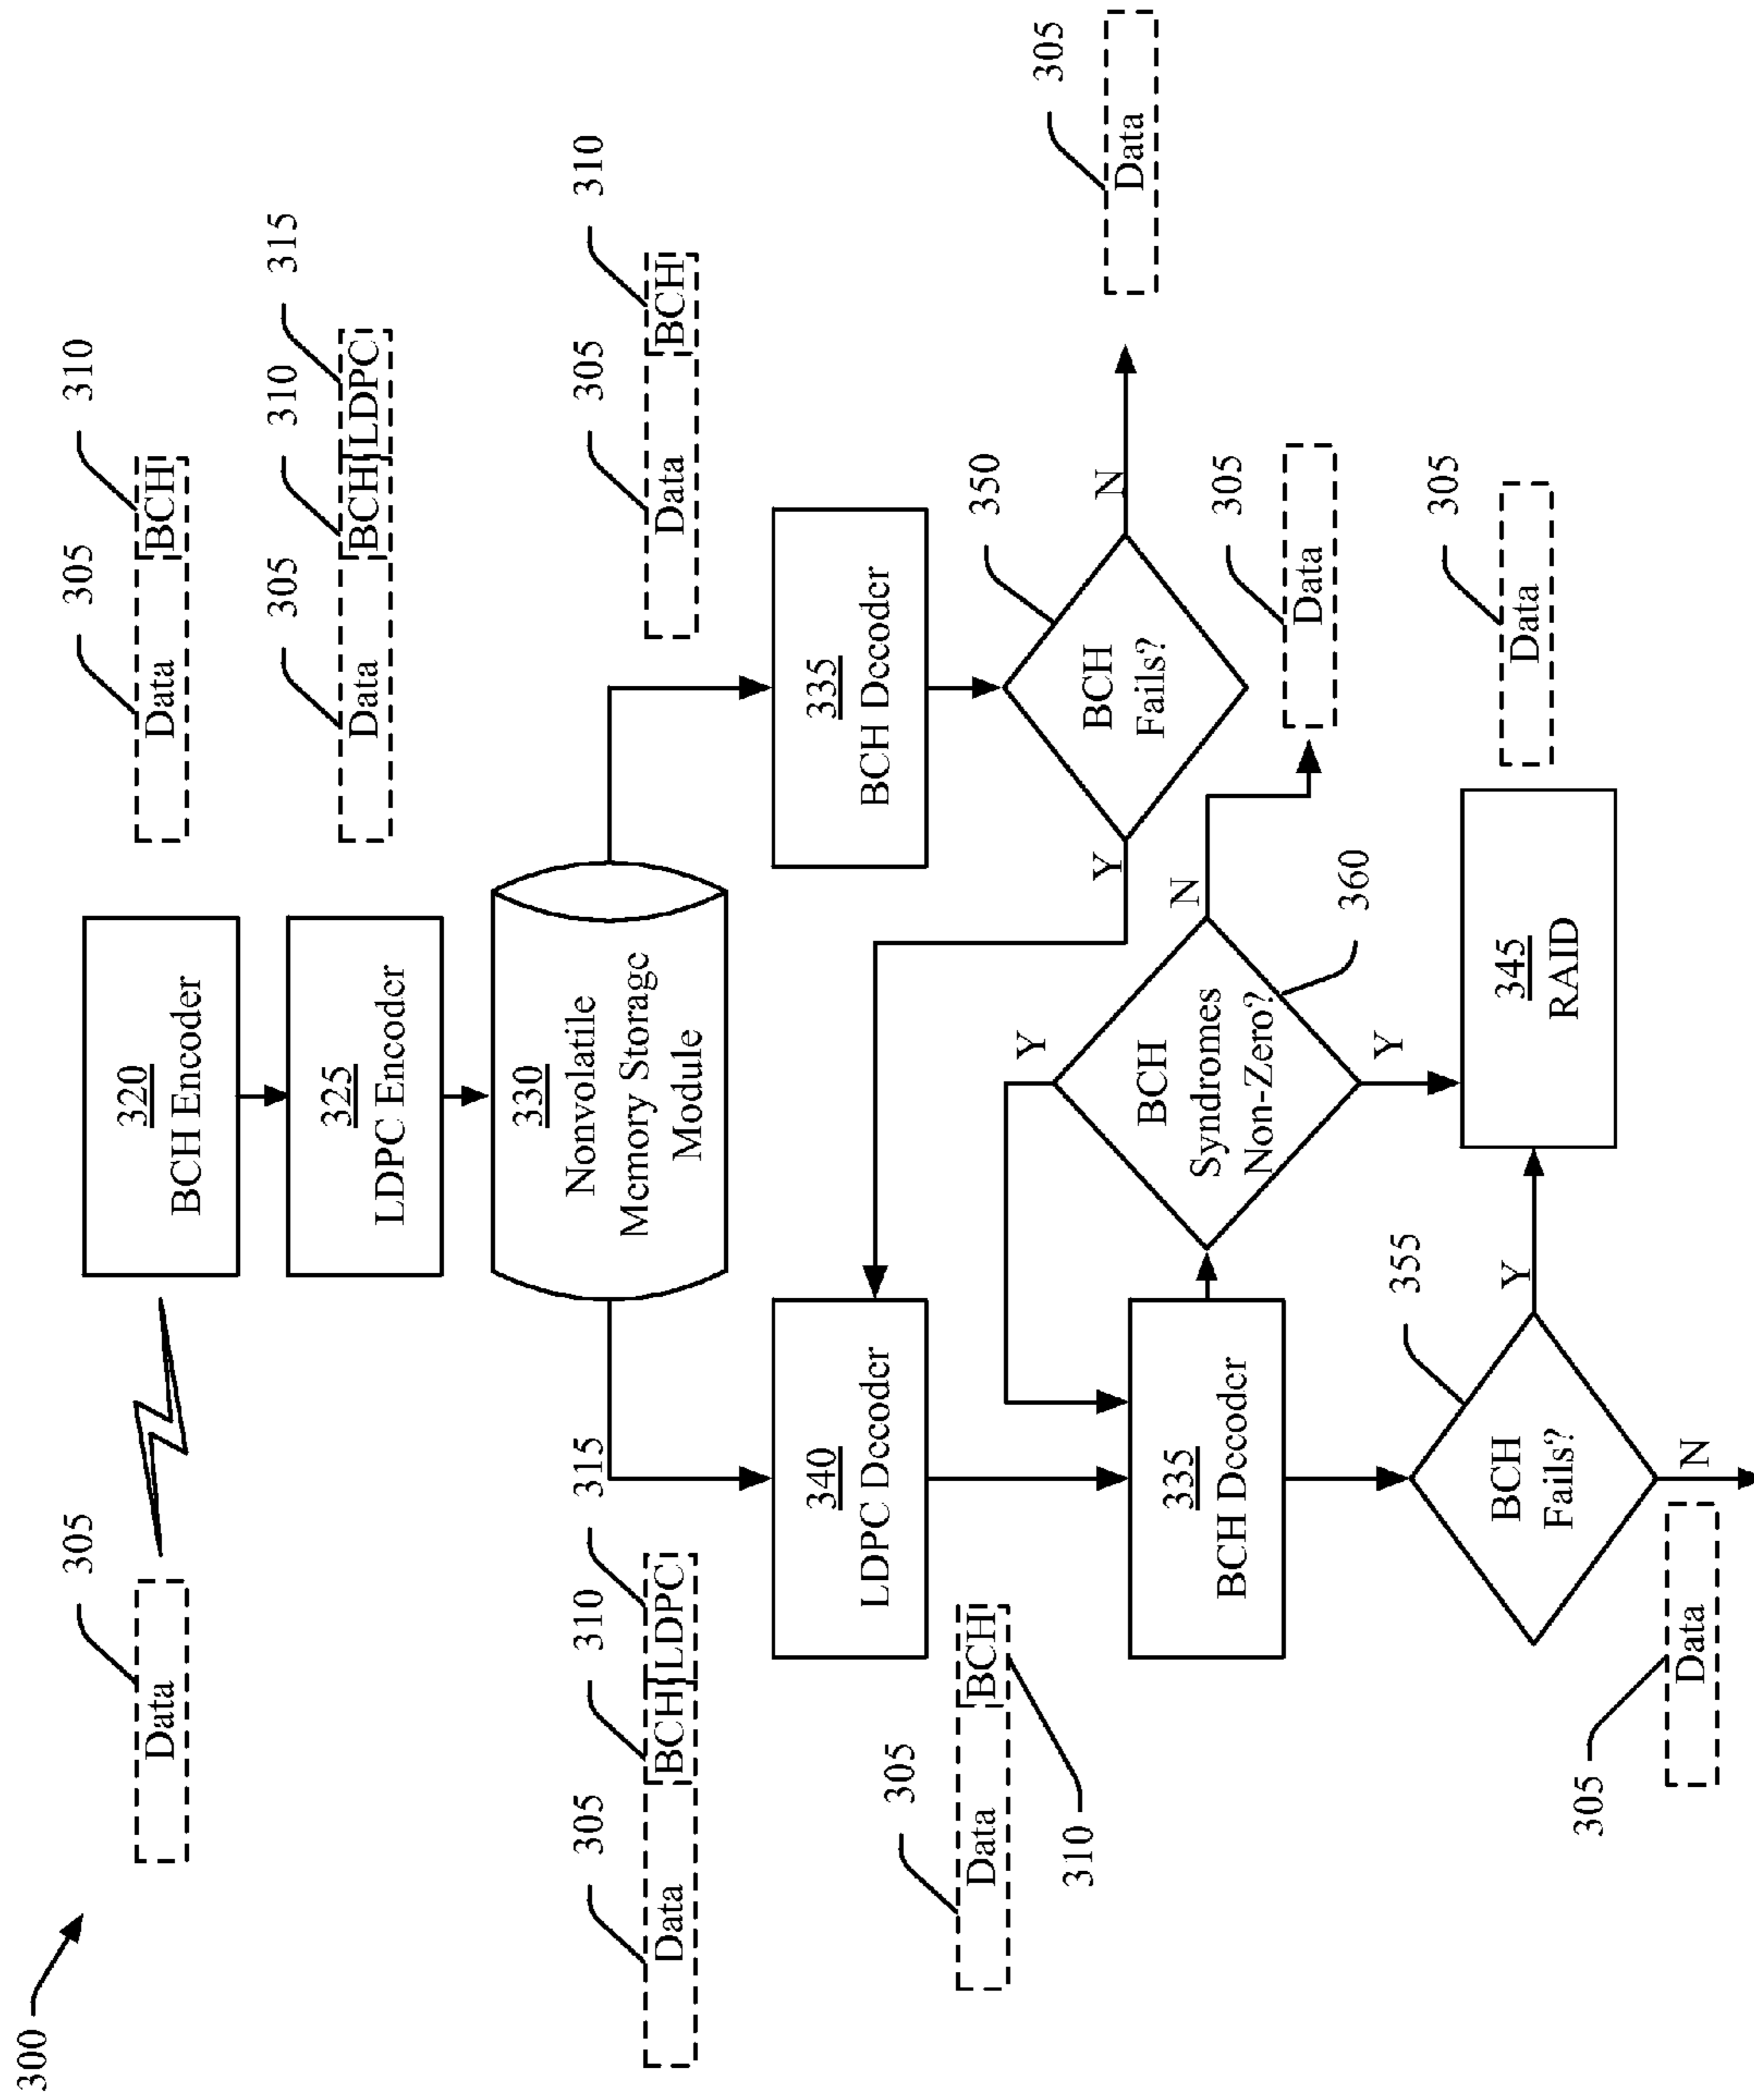 300
305
Data
320
BCH Encoder
305
310
Data
BCH
325
LDPC Encoder
305
310
315
Data
BCH
LDPC
330
Nonvolatile
Memory Storage
Module
305
310
315
Data
BCH
LDPC
305
310
Data
BCH
340
LDPC Decoder
335
BCH Decoder
305
Data
BCH
310
350
BCH
Fails?
Y
N
305
Data
335
BCH Decoder
Y
BCH
Syndromes
Non-Zero?
N
Y
360
305
Data
355
BCH
Fails?
Y
N
345
RAID
305
Data
305
Data